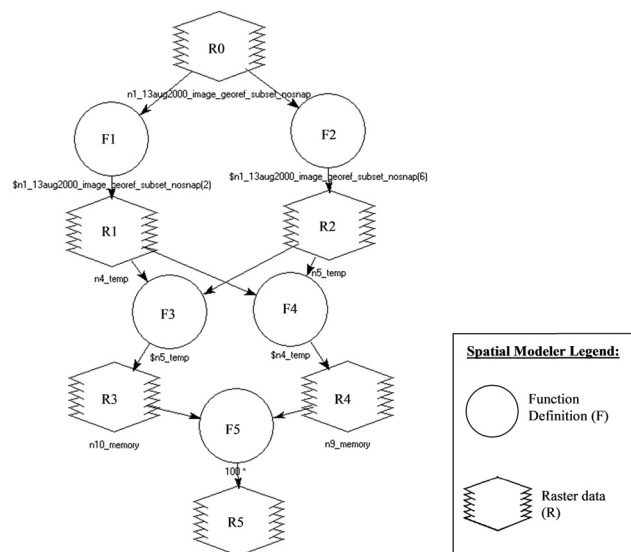 R0
n1_13aug2000_image_georef_subset_nosnap
F1
F2
$n1_13aug2000_image_georef_subset_nosnap(2)
$n1_13aug2000_image_georef_subset_nosnap(6)
R1
R2
n4_temp
n5_temp
F3
F4
$n5_temp
$n4_temp
R3
R4
F5
n10_memory
n9_memory
100 *
R5
Spatial Modeler Legend:
Function
Definition (F)
Raster data
(R)